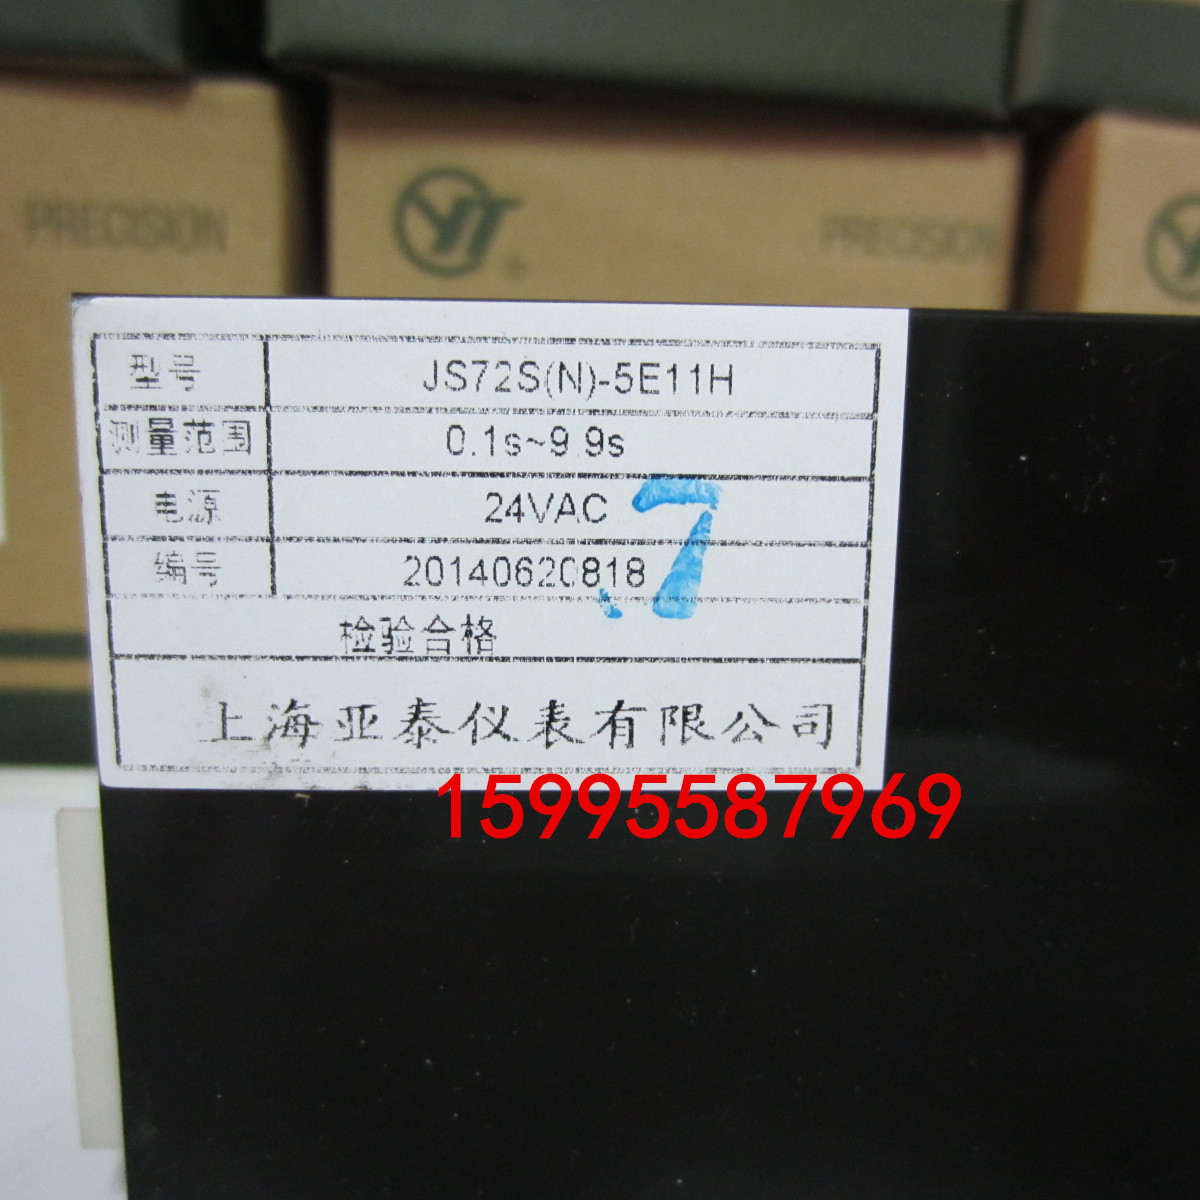 PRECISION
YT
®
PRECISION
型号 JS72S(N)-5E11H
测量范围 0.1s~9.9s
电源 24VAC
编号 20140620818
.7
检验合格
上海亚泰仪表有限公司
15995587969